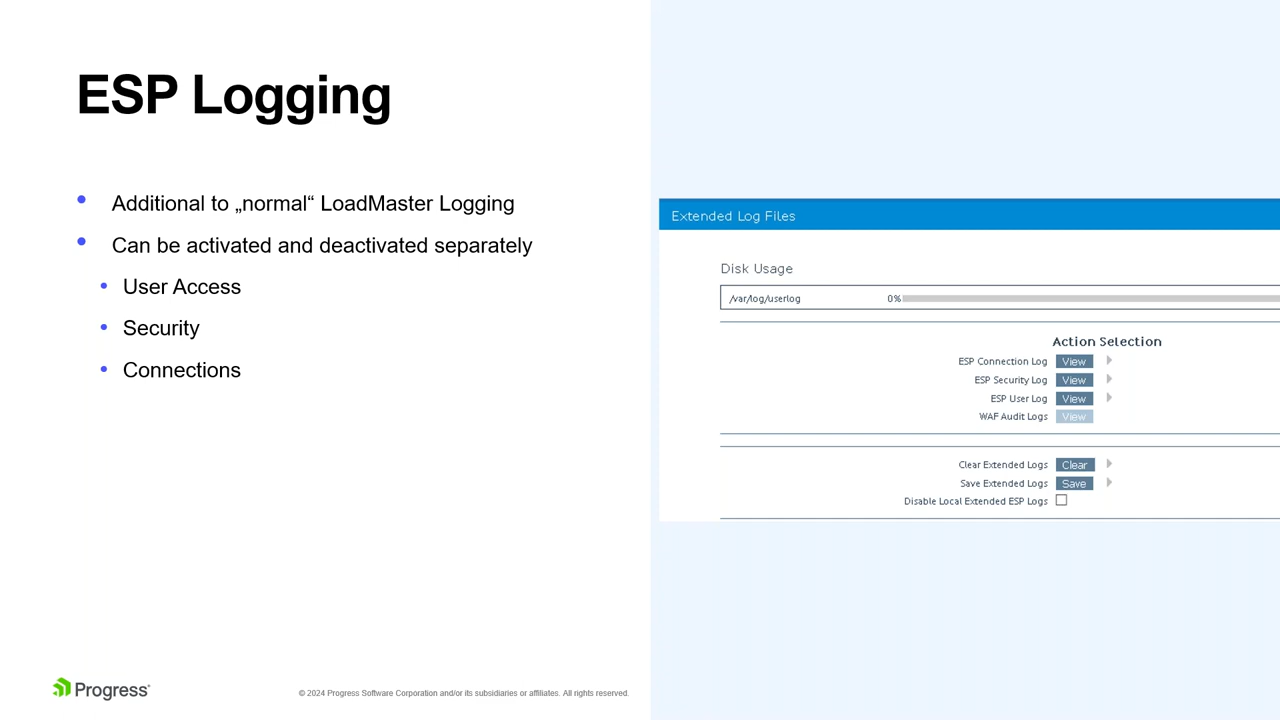 ESP Logging
• Additional to „normal“ LoadMaster Logging
• Can be activated and deactivated separately
• User Access
• Security
• Connections
Progress
© 2024 Progress Software Corporation and/or its subsidiaries or affiliates. All rights reserved.
Extended Log Files
Disk Usage
/var/log/userlog 0%
Action Selection
ESP Connection Log View
ESP Security Log View
ESP User Log View
WAF Audit Logs View
Clear Extended Logs Clear
Save Extended Logs Save
Disable Local Extended ESP Logs